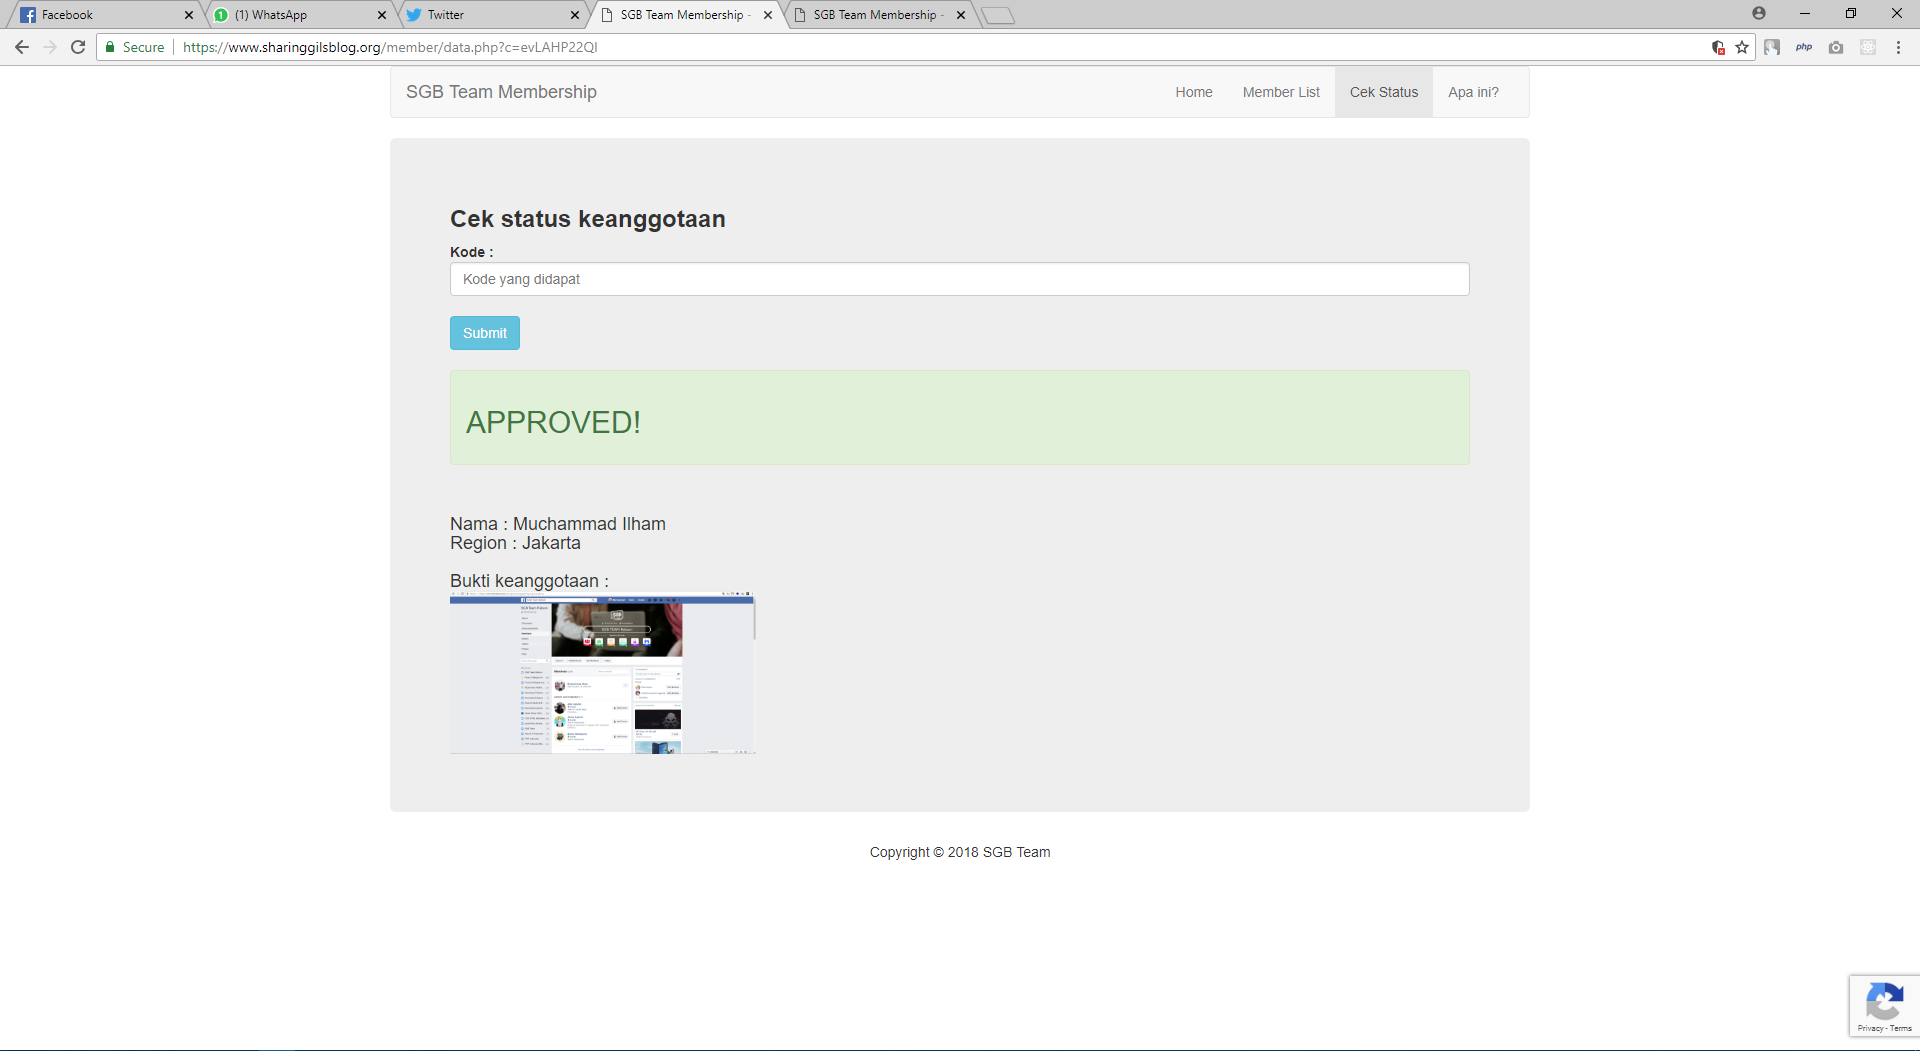 Facebook
(1) WhatsApp
Twitter
SGB Team Membership -
SGB Team Membership -
Secure
https://www.sharinggilsblog.org/member/data.php?c=evLAHP22QI
php
SGB Team Membership
Home
Member List
Cek Status
Apa ini?
Cek status keanggotaan
Kode :
Kode yang didapat
Submit
APPROVED!
Nama : Muchammad Ilham
Region : Jakarta
Bukti keanggotaan :
Copyright © 2018 SGB Team
Privacy - Terms